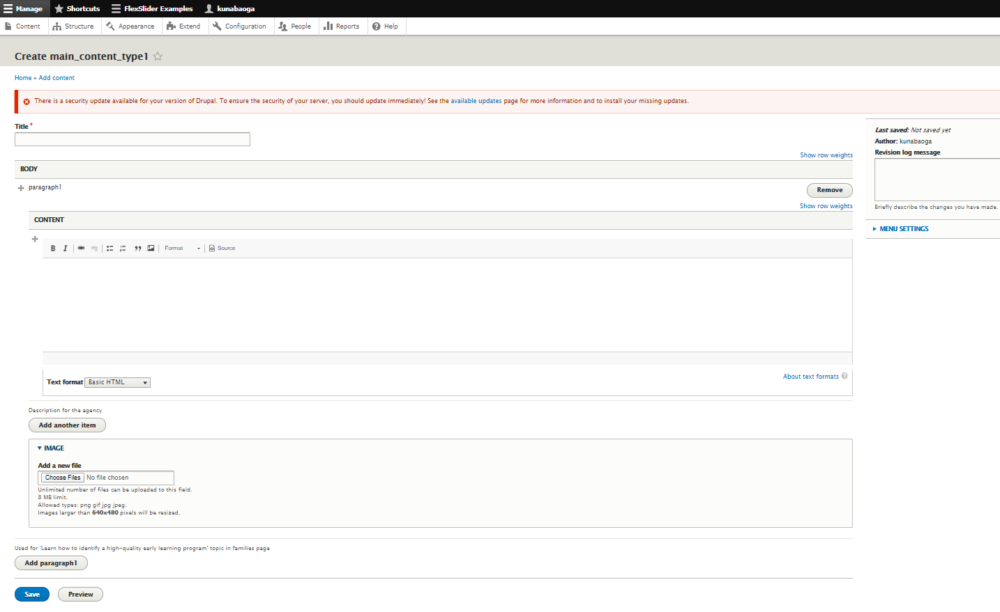 Manage Shortcuts FlexSlider Examples kunabaoga
Content Structure Appearance Extend Configuration People Reports Help
Create main_content_type1
Home » Add content
There is a security update available for your version of Drupal. To ensure the security of your server, you should update immediately! See the available updates page for more information and to install your missing updates.
Title *
Show row weights
BODY
paragraph1
Remove
Show row weights
CONTENT
B I Format Source
Text format Basic HTML
About text formats ?
Description for the agency
Add another item
IMAGE
Add a new file
Choose Files No file chosen
Unlimited number of files can be uploaded to this field.
8 MB limit.
Allowed types: png gif jpg jpeg.
Images larger than 640x480 pixels will be resized.
Used for 'Learn how to identify a high-quality early learning program' topic in families page
Add paragraph1
Save Preview
Last saved: Not saved yet
Author: kunabaoga
Revision log message
Briefly describe the changes you have made.
MENU SETTINGS